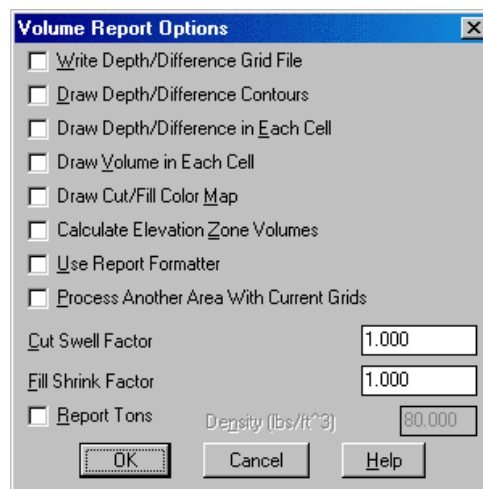 Volume Report Options
Write Depth/Difference Grid File
Draw Depth/Difference Contours
Draw Depth/Difference in Each Cell
Draw Volume in Each Cell
Draw Cut/Fill Color Map
Calculate Elevation Zone Volumes
Use Report Formatter
Process Another Area With Current Grids
Cut Swell Factor 1.000
Fill Shrink Factor 1.000
Report Tons Density (lbs/ft^3) 80.000
OK Cancel Help